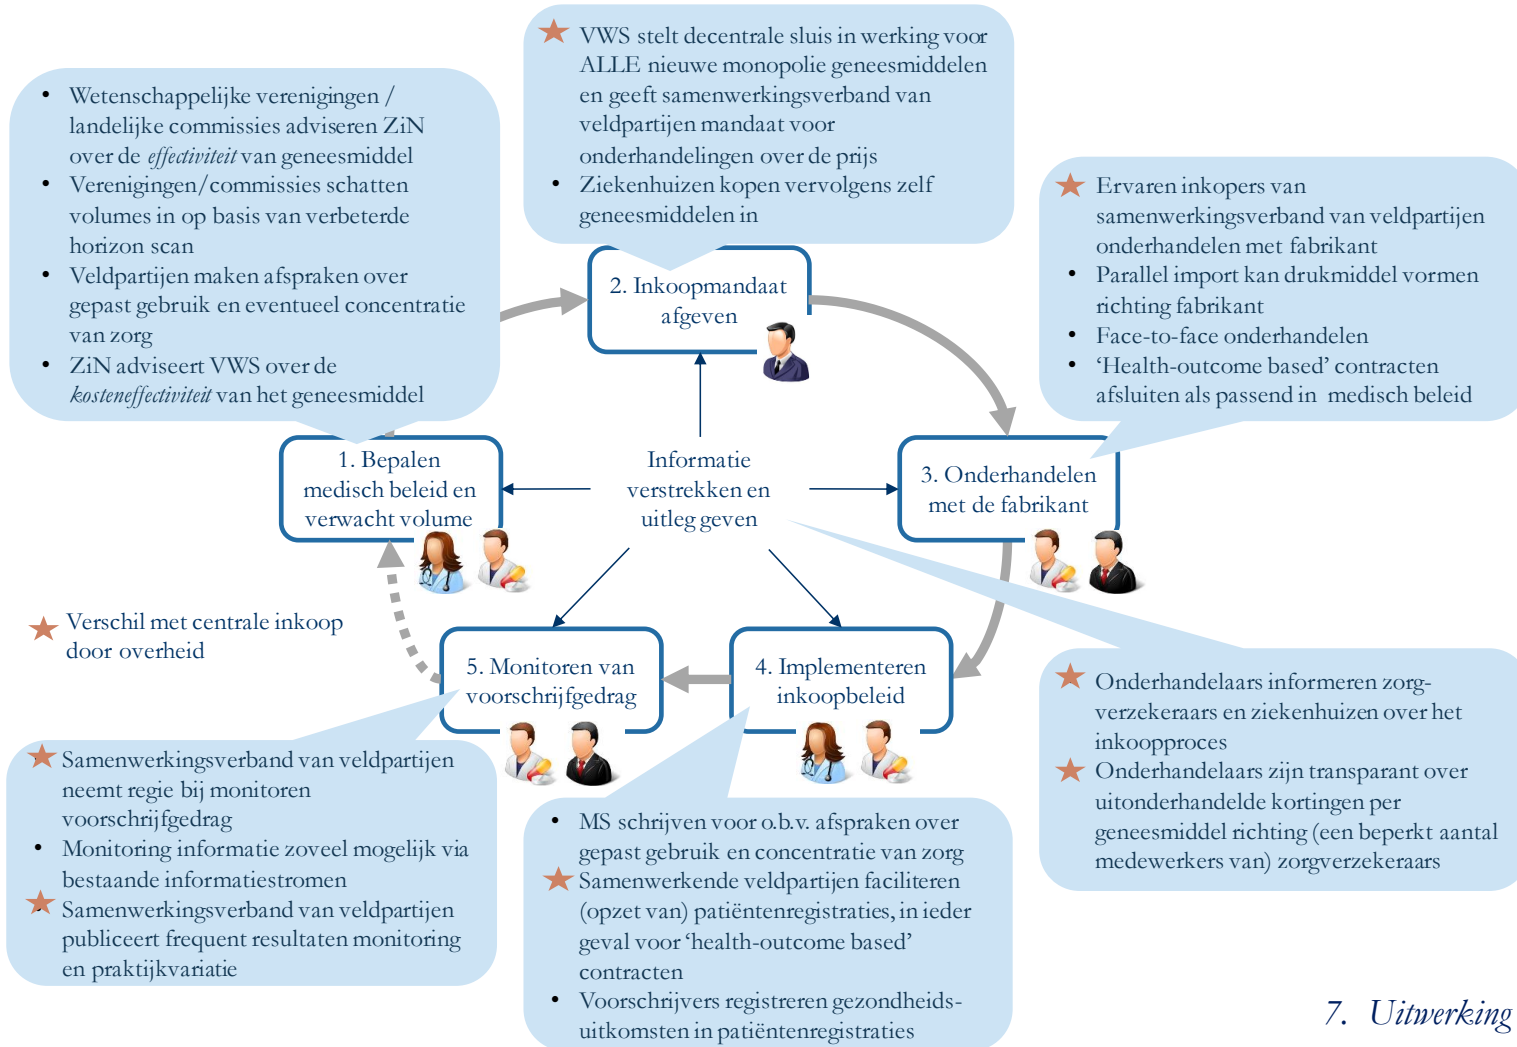 • Wetenschappelijke verenigingen /
landelijke commissies adviseren ZiN
over de effectiviteit van geneesmiddel
• Verenigingen/commissies schatten
volumes in op basis van verbeterde
horizon scan
• Veldpartijen maken afspraken over
gepast gebruik en eventueel concentratie
van zorg
• ZiN adviseert VWS over de
kosteneffectiviteit van het geneesmiddel
VWS stelt decentrale sluis in werking voor
ALLE nieuwe monopolie geneesmiddelen
en geeft samenwerkingsverband van
veldpartijen mandaat voor
onderhandelingen over de prijs
• Ziekenhuizen kopen vervolgens zelf
geneesmiddelen in
Ervaren inkopers van
samenwerkingsverband van veldpartijen
onderhandelen met fabrikant
• Parallel import kan drukmiddel vormen
richting fabrikant
• Face-to-face onderhandelen
• ‘Health-outcome based’ contracten
afsluiten als passend in medisch beleid
2. Inkoopmandaat
afgeven
1. Bepalen
medisch beleid en
verwacht volume
Informatie
verstrekken en
uitleg geven
3. Onderhandelen
met de fabrikant
Verschil met centrale inkoop
door overheid
5. Monitoren van
voorschrijfgedrag
4. Implementeren
inkoopbeleid
Onderhandelaars informeren zorg-
verzekeraars en ziekenhuizen over het
inkoopproces
Onderhandelaars zijn transparant over
uitonderhandelde kortingen per
geneesmiddel richting (een beperkt aantal
medewerkers van) zorgverzekeraars
Samenwerkingsverband van veldpartijen
neemt regie bij monitoren
voorschrijfgedrag
• Monitoring informatie zoveel mogelijk via
bestaande informatiestromen
• Samenwerkingsverband van veldpartijen
publiceert frequent resultaten monitoring
en praktijkvariatie
• MS schrijven voor o.b.v. afspraken over
gepast gebruik en concentratie van zorg
• Samenwerkende veldpartijen faciliteren
(opzet van) patiëntenregistraties, in ieder
geval voor ‘health-outcome based’
contracten
• Voorschrijvers registreren gezondheids-
uitkomsten in patiëntenregistraties
7. Uitwerking